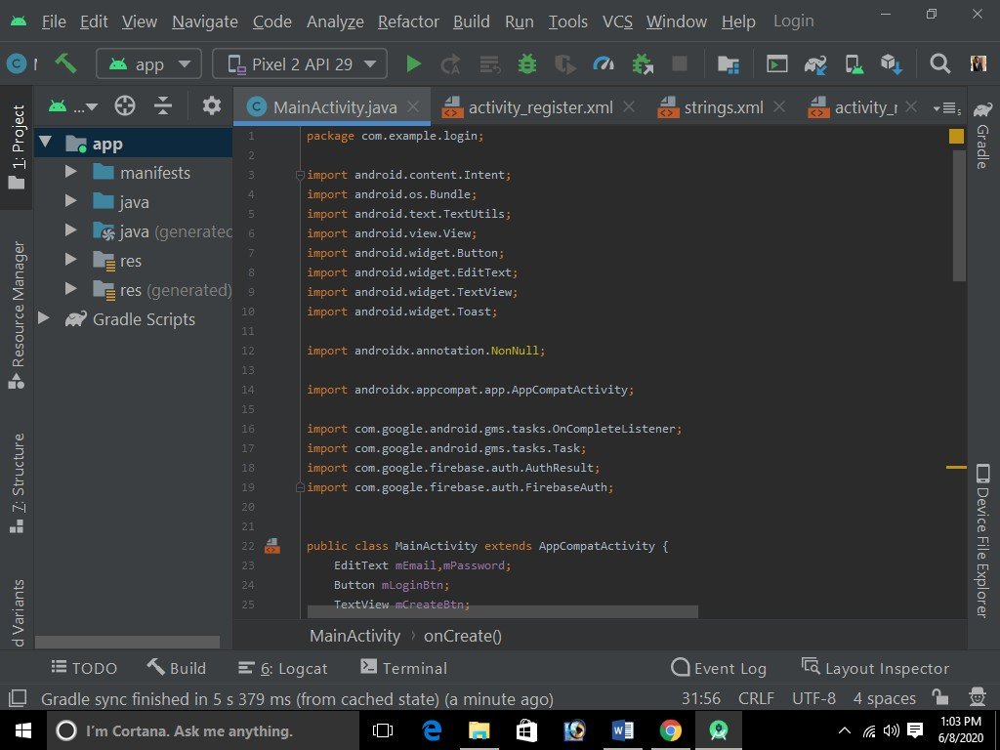 File Edit View Navigate Code Analyze Refactor Build Run Tools VCS Window Help Login
app Pixel 2 API 29
1: Project
Resource Manager
7: Structure
d Variants
...
app
manifests
java
java (generated
res
res (generated)
Gradle Scripts
MainActivity.java activity_register.xml strings.xml activity_r
1 package com.example.login;
2
3 import android.content.Intent;
4 import android.os.Bundle;
5 import android.text.TextUtils;
6 import android.view.View;
7 import android.widget.Button;
8 import android.widget.EditText;
9 import android.widget.TextView;
10 import android.widget.Toast;
11
12 import androidx.annotation.NonNull;
13
14 import androidx.appcompat.app.AppCompatActivity;
15
16 import com.google.android.gms.tasks.OnCompleteListener;
17 import com.google.android.gms.tasks.Task;
18 import com.google.firebase.auth.AuthResult;
19 import com.google.firebase.auth.FirebaseAuth;
20
21
22 public class MainActivity extends AppCompatActivity {
23 EditText mEmail,mPassword;
24 Button mLoginBtn;
25 TextView mCreateBtn;
MainActivity › onCreate()
Gradle
Device File Explorer
TODO Build 6: Logcat Terminal Event Log Layout Inspector
Gradle sync finished in 5 s 379 ms (from cached state) (a minute ago) 31:56 CRLF UTF-8 4 spaces
I'm Cortana. Ask me anything.
1:03 PM
6/8/2020